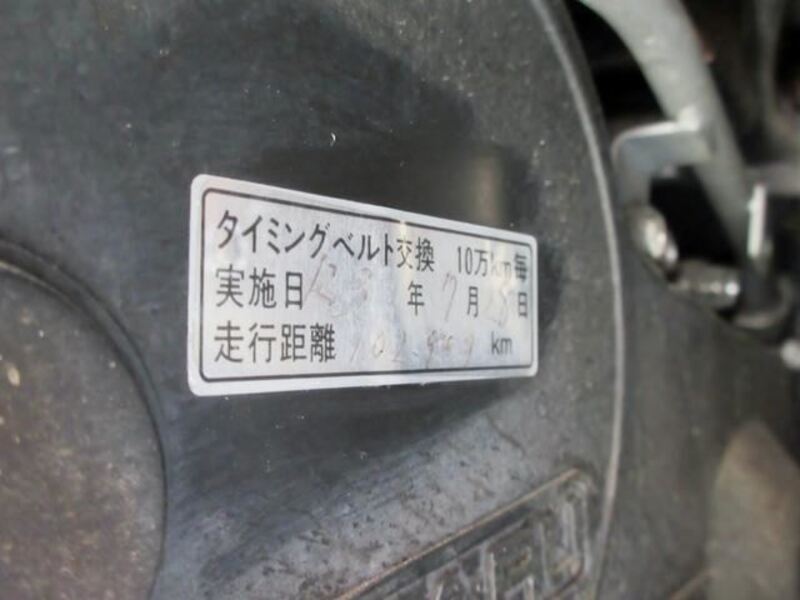 タイミングベルト交換 10万km毎
実施日 年 7月 日
走行距離 km